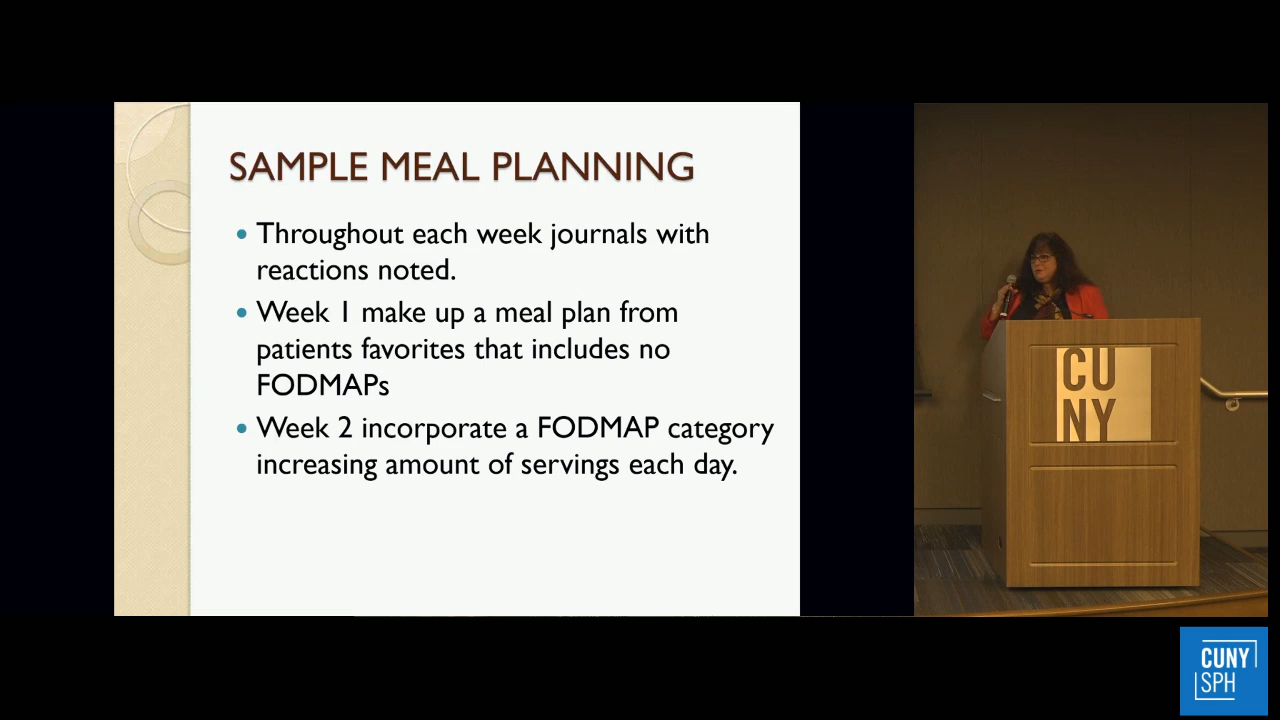 SAMPLE MEAL PLANNING
Throughout each week journals with
reactions noted.
Week 1 make up a meal plan from
patients favorites that includes no
FODMAPs
Week 2 incorporate a FODMAP category
increasing amount of servings each day.
CU
NY
CUNY
SPH